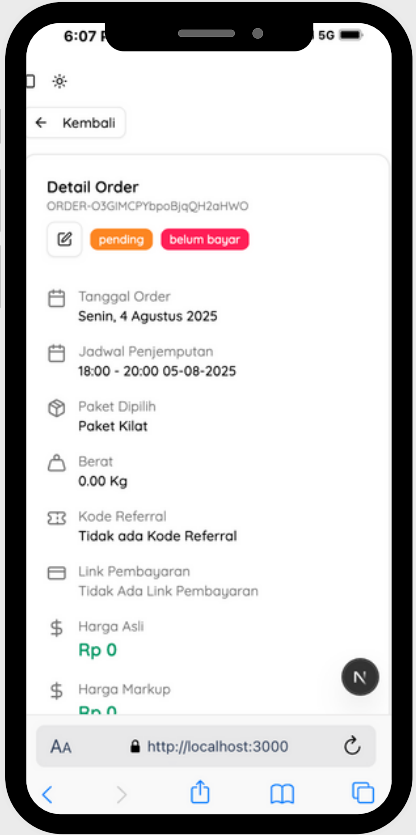 6:07 P
5G
Kembali
Detail Order
ORDER-O3GIMCPYbpoBjqQH2aHWO
pending
belum bayar
Tanggal Order
Senin, 4 Agustus 2025
Jadwal Penjemputan
18:00 - 20:00 05-08-2025
Paket Dipilih
Paket Kilat
Berat
0.00 Kg
Kode Referral
Tidak ada Kode Referral
Link Pembayaran
Tidak Ada Link Pembayaran
Harga Asli
Rp 0
Harga Markup
Rp 0
N
AA
http://localhost:3000